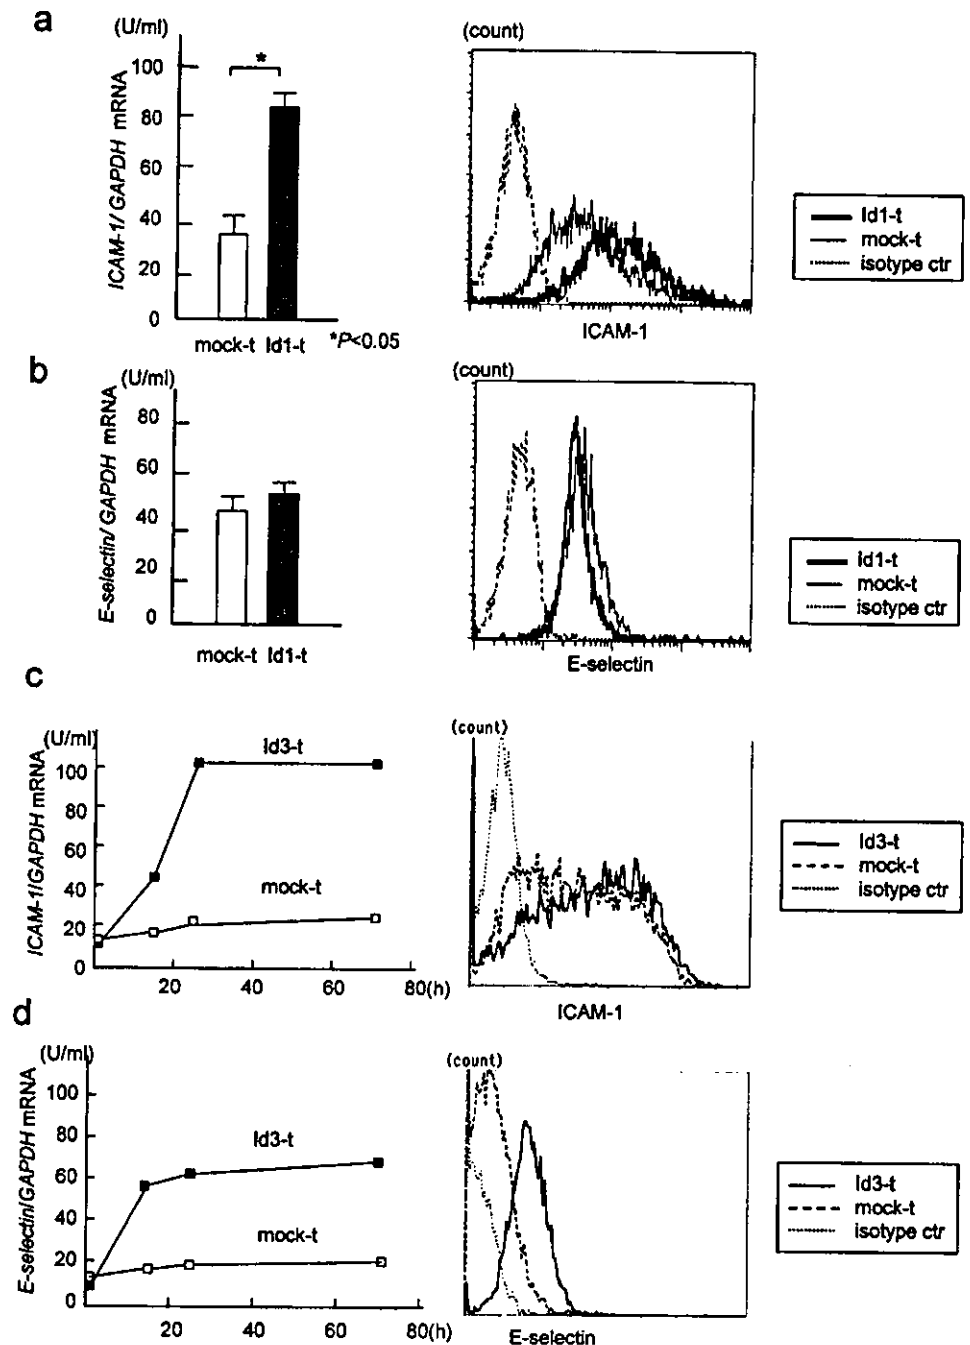 a
(U/ml)
100
80
60
40
20
0
ICAM-1/ GAPDH mRNA
*
mock-t Id1-t
*P<0.05
(count)
ICAM-1
Id1-t
mock-t
isotype ctr
b
(U/ml)
80
60
40
20
0
E-selectin/ GAPDH mRNA
mock-t Id1-t
(count)
E-selectin
Id1-t
mock-t
isotype ctr
c
(U/ml)
100
80
60
40
20
0
ICAM-1/GAPDH mRNA
Id3-t
mock-t
20 40 60 80(h)
(count)
ICAM-1
Id3-t
mock-t
isotype ctr
d
(U/ml)
100
80
60
40
20
0
E-selectin/GAPDH mRNA
Id3-t
mock-t
20 40 60 80(h)
(count)
E-selectin
Id3-t
mock-t
isotype ctr